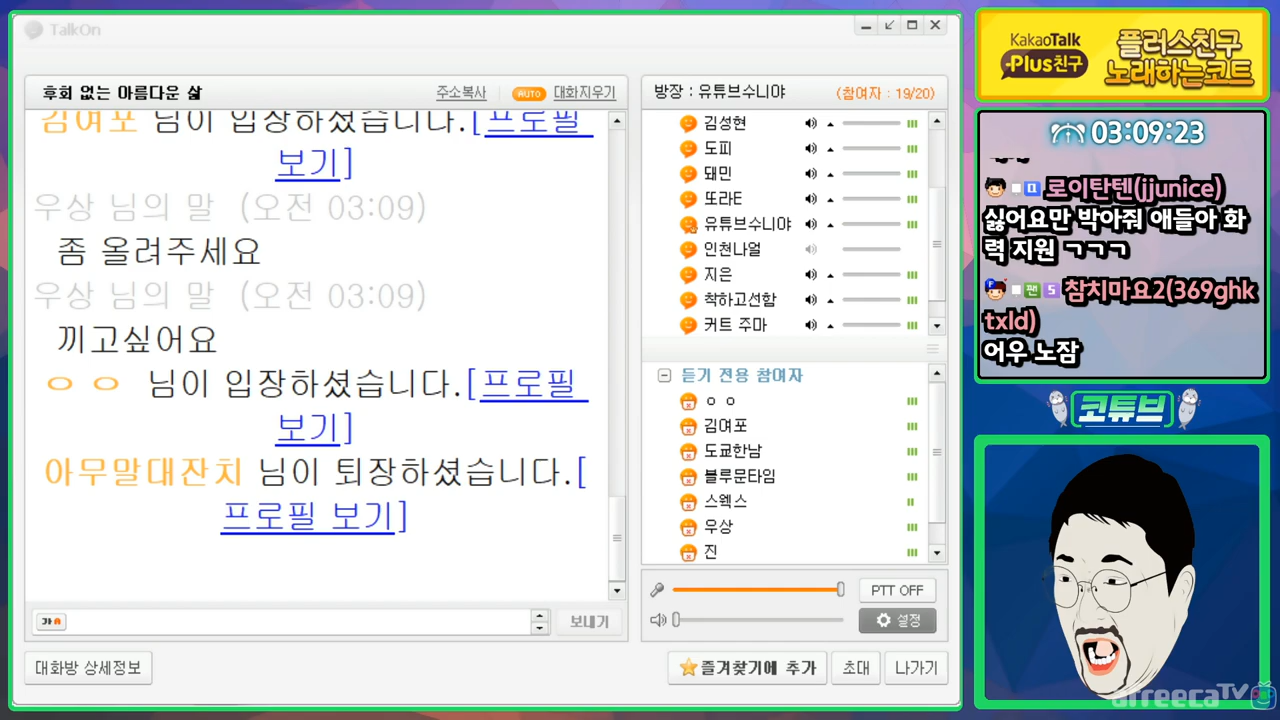 TalkOn
후회 없는 아름다운 삶
주소복사 AUTO 대화지우기
김여포 님이 입장하셨습니다.[프로필
보기]
우상 님의 말 (오전 03:09)
좀 올려주세요
우상 님의 말 (오전 03:09)
끼고싶어요
ㅇ ㅇ 님이 입장하셨습니다.[프로필
보기]
아무말대잔치 님이 퇴장하셨습니다.[
프로필 보기]
가
보내기
대화방 상세정보
방장 : 유튜브수니야 (참여자 : 19/20)
김성현
도피
돼민
또라E
유튜브수니야
인천나얼
지은
착하고선함
커트 주마
듣기 전용 참여자
ㅇ ㅇ
김여포
도쿄한남
블루문타임
스웩스
우상
진
PTT OFF
설정
즐겨찾기에 추가
초대
나가기
KakaoTalk
Plus친구
플러스친구
노래하는코트
03:09:23
로이탄텐(jjunice)
싫어요만 박아줘 애들아 화
력 지원 ㄱㄱㄱ
팬 5 참치마요2(369ghk
txld)
어우 노잼
코튜브
afreecaTV